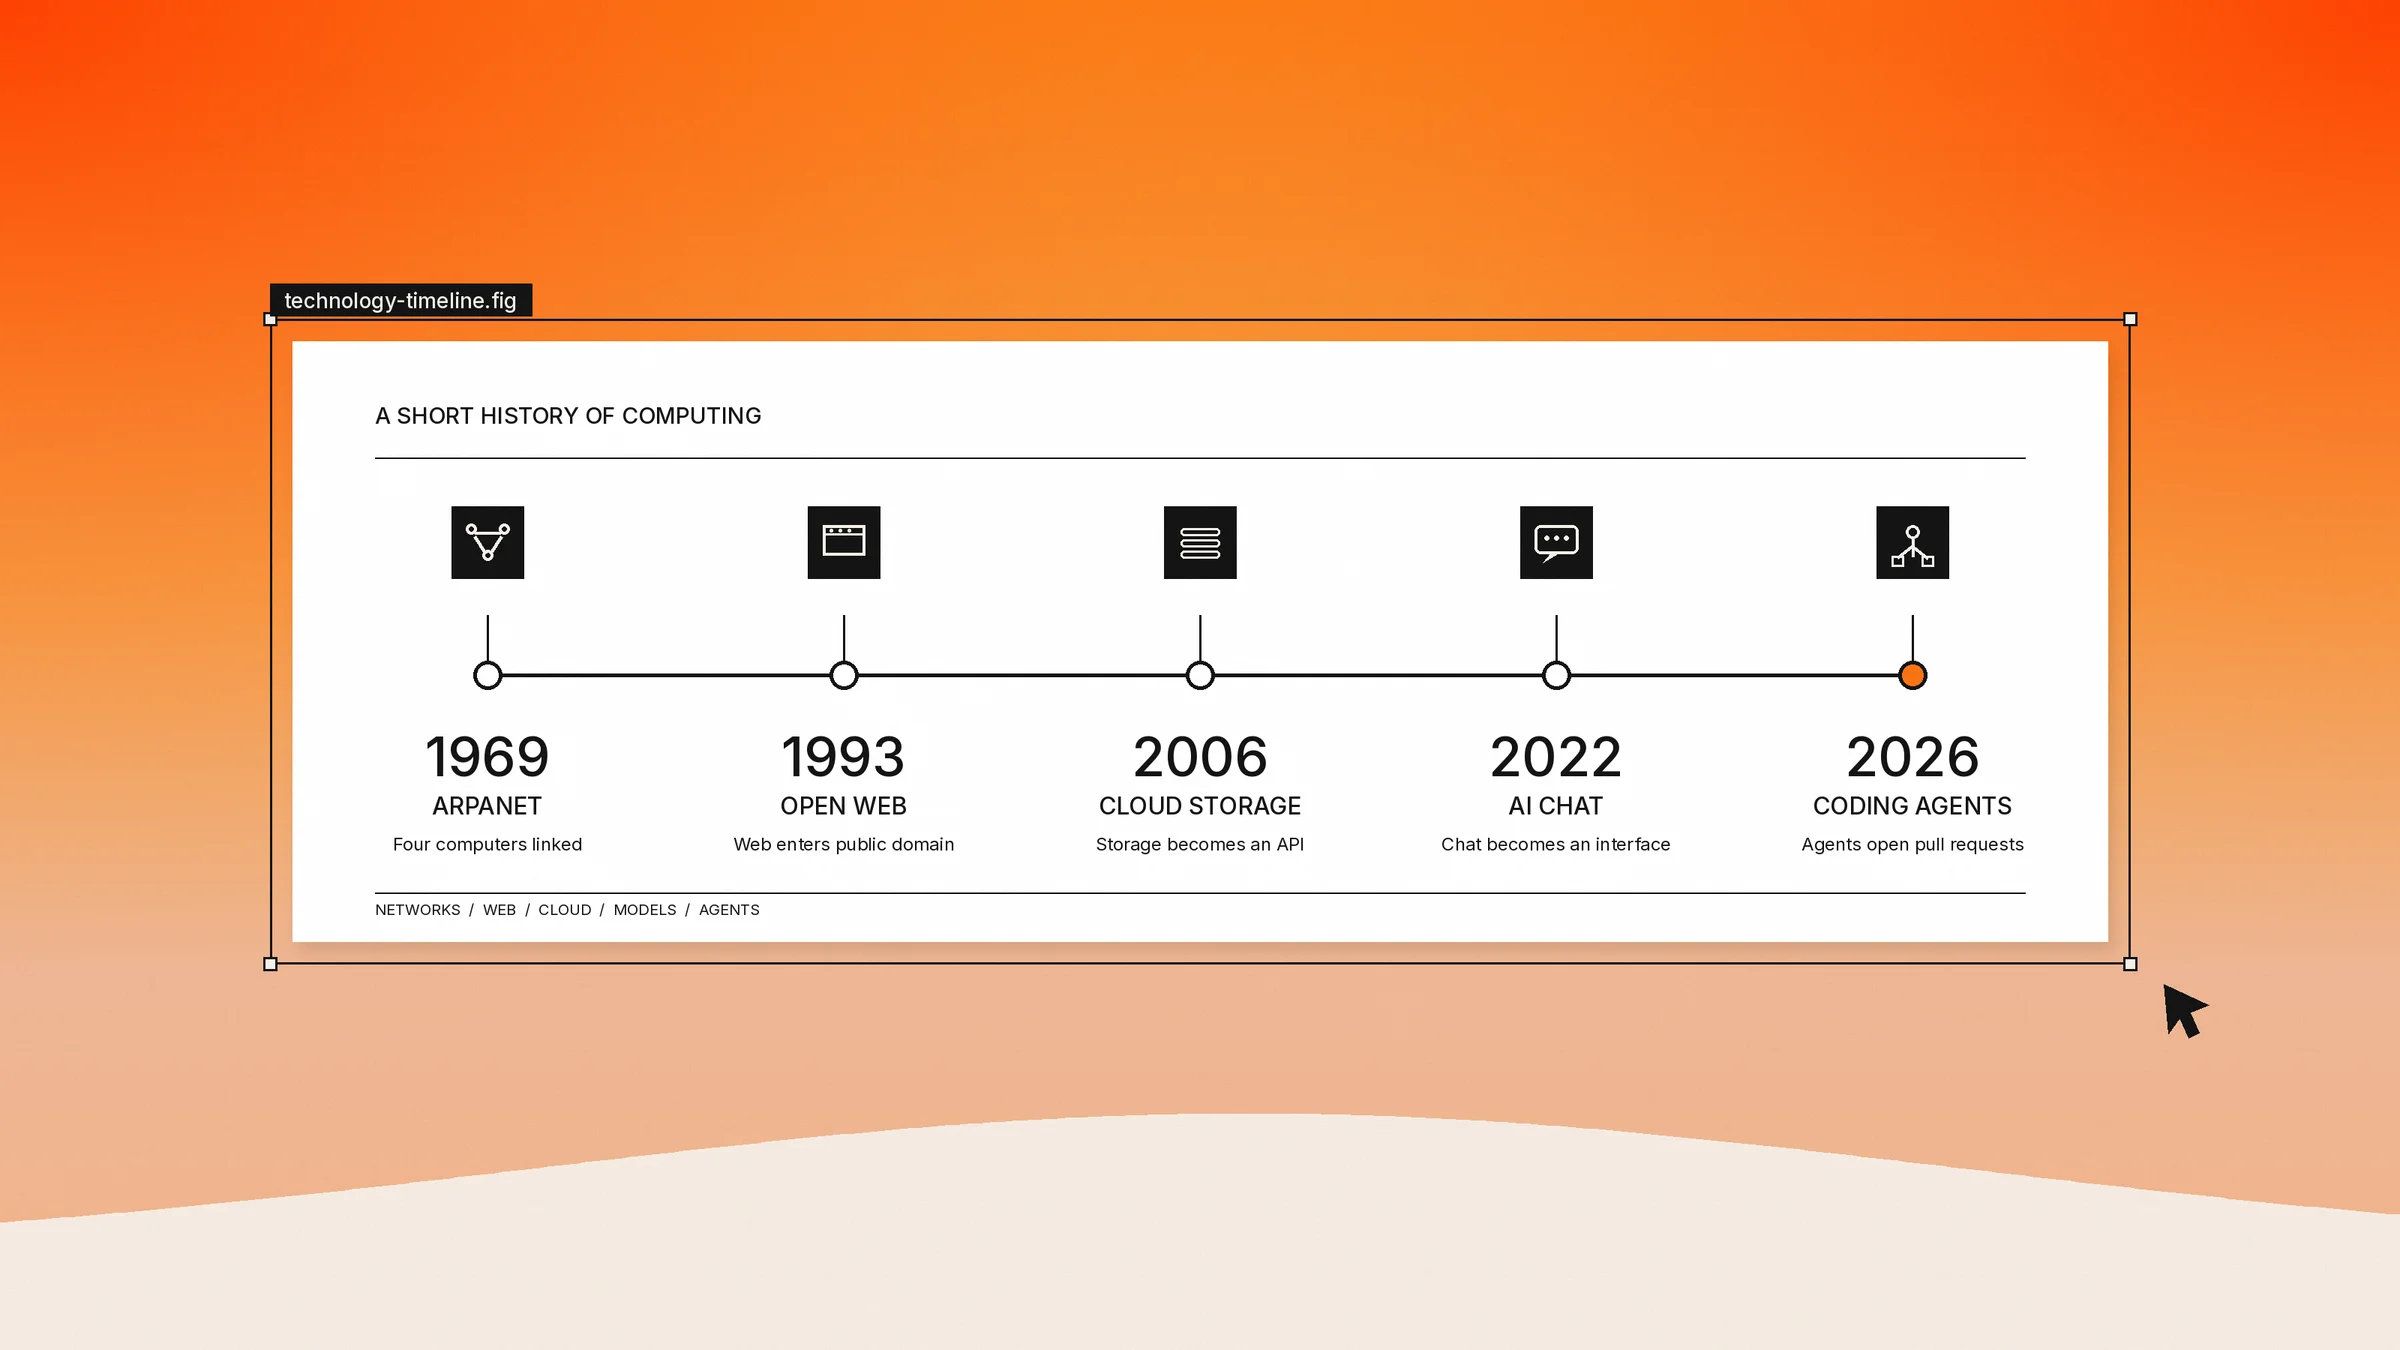 technology-timeline.fig
A SHORT HISTORY OF COMPUTING
1969
ARPANET
Four computers linked
1993
OPEN WEB
Web enters public domain
2006
CLOUD STORAGE
Storage becomes an API
2022
AI CHAT
Chat becomes an interface
2026
CODING AGENTS
Agents open pull requests
NETWORKS / WEB / CLOUD / MODELS / AGENTS